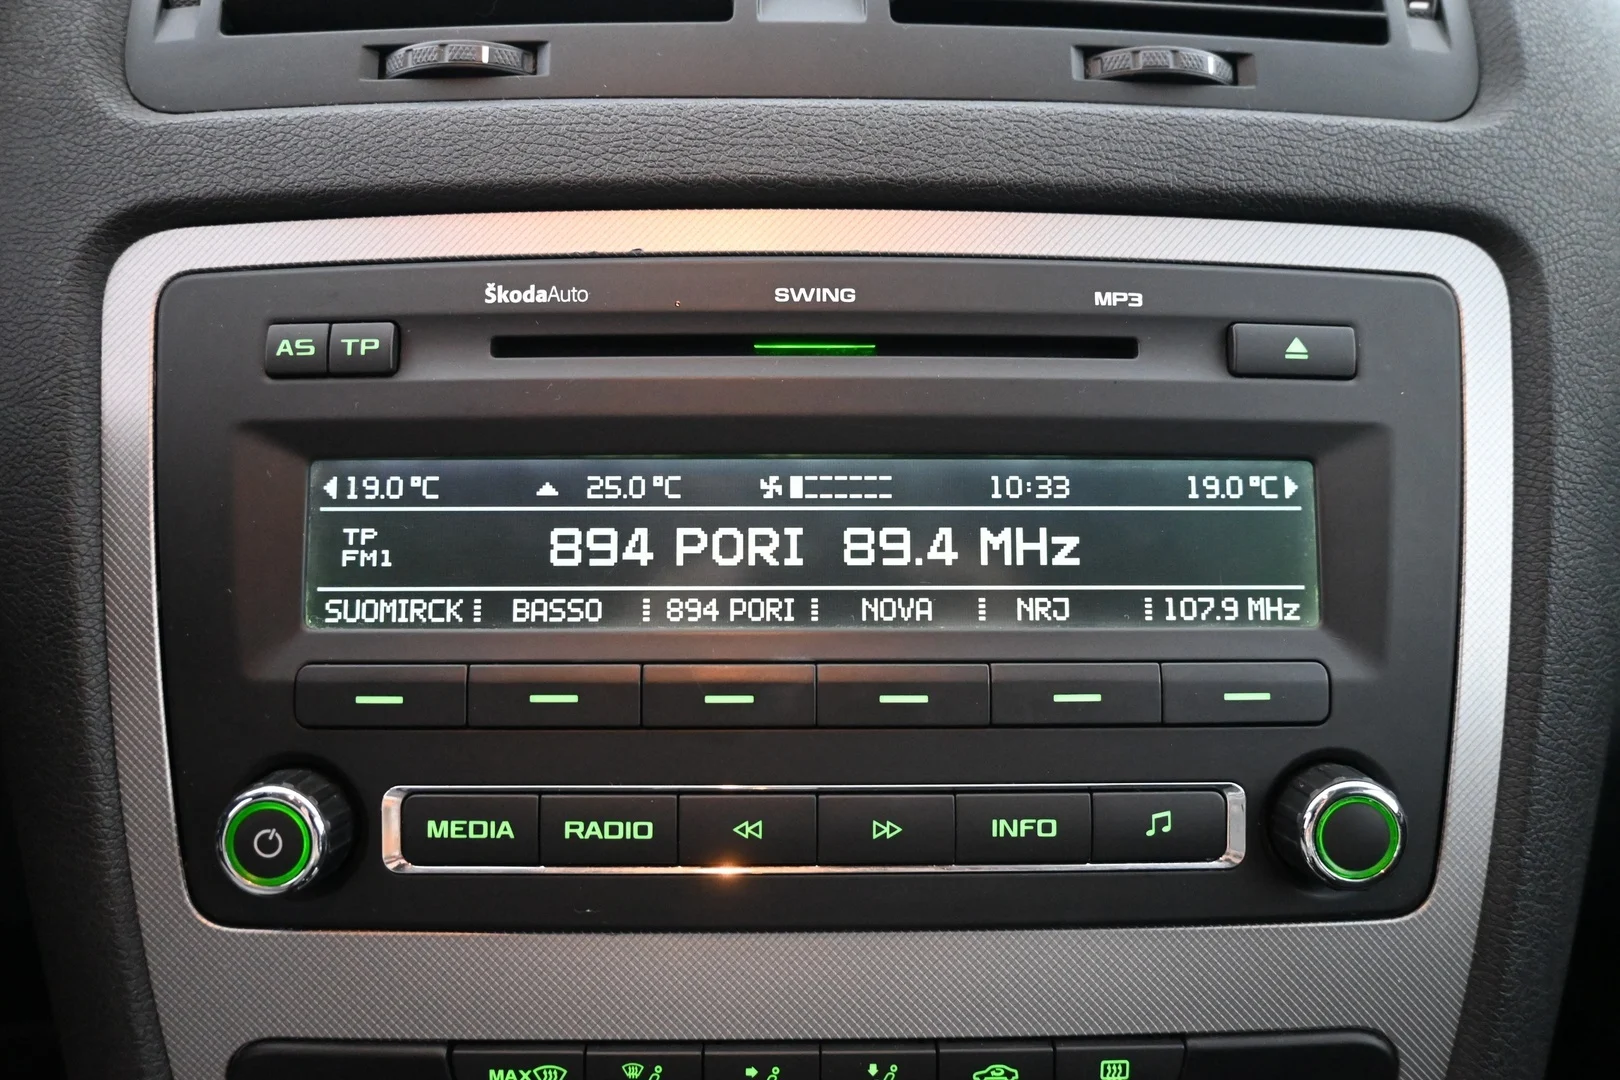 ŠkodaAuto SWING MP3
AS TP
19.0 °C 25.0 °C 10:33 19.0 °C
TP
FM1
894 PORI 89.4 MHz
SUOMIRCK BASSO 894 PORI NOVA NRJ 107.9 MHz
MEDIA RADIO INFO
MAX